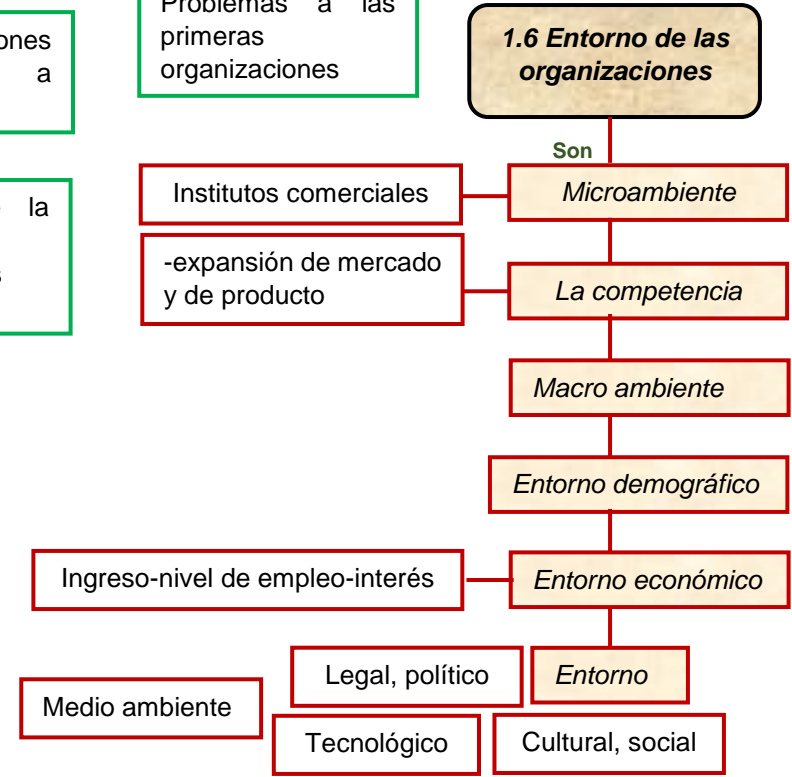 ones
a
la
s
Problemas a las
primeras
organizaciones
1.6 Entorno de las
organizaciones
Son
Institutos comerciales
Microambiente
-expansión de mercado
y de producto
La competencia
Macro ambiente
Entorno demográfico
Ingreso-nivel de empleo-interés
Entorno económico
Legal, político
Entorno
Medio ambiente
Tecnológico
Cultural, social